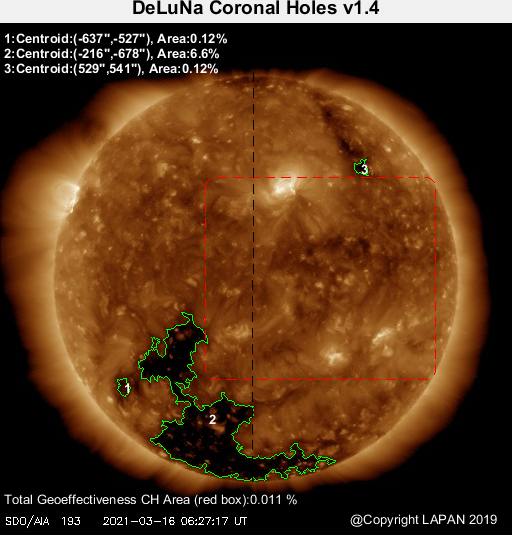 DeLuNa Coronal Holes v1.4
1:Centroid:(-637",-527"), Area:0.12%
2:Centroid:(-216",-678"), Area:6.6%
3:Centroid:(529",541"), Area:0.12%
3
1
2
Total Geoeffectiveness CH Area (red box):0.011 %
SDO/AIA 193 2021-03-16 06:27:17 UT
@Copyright LAPAN 2019